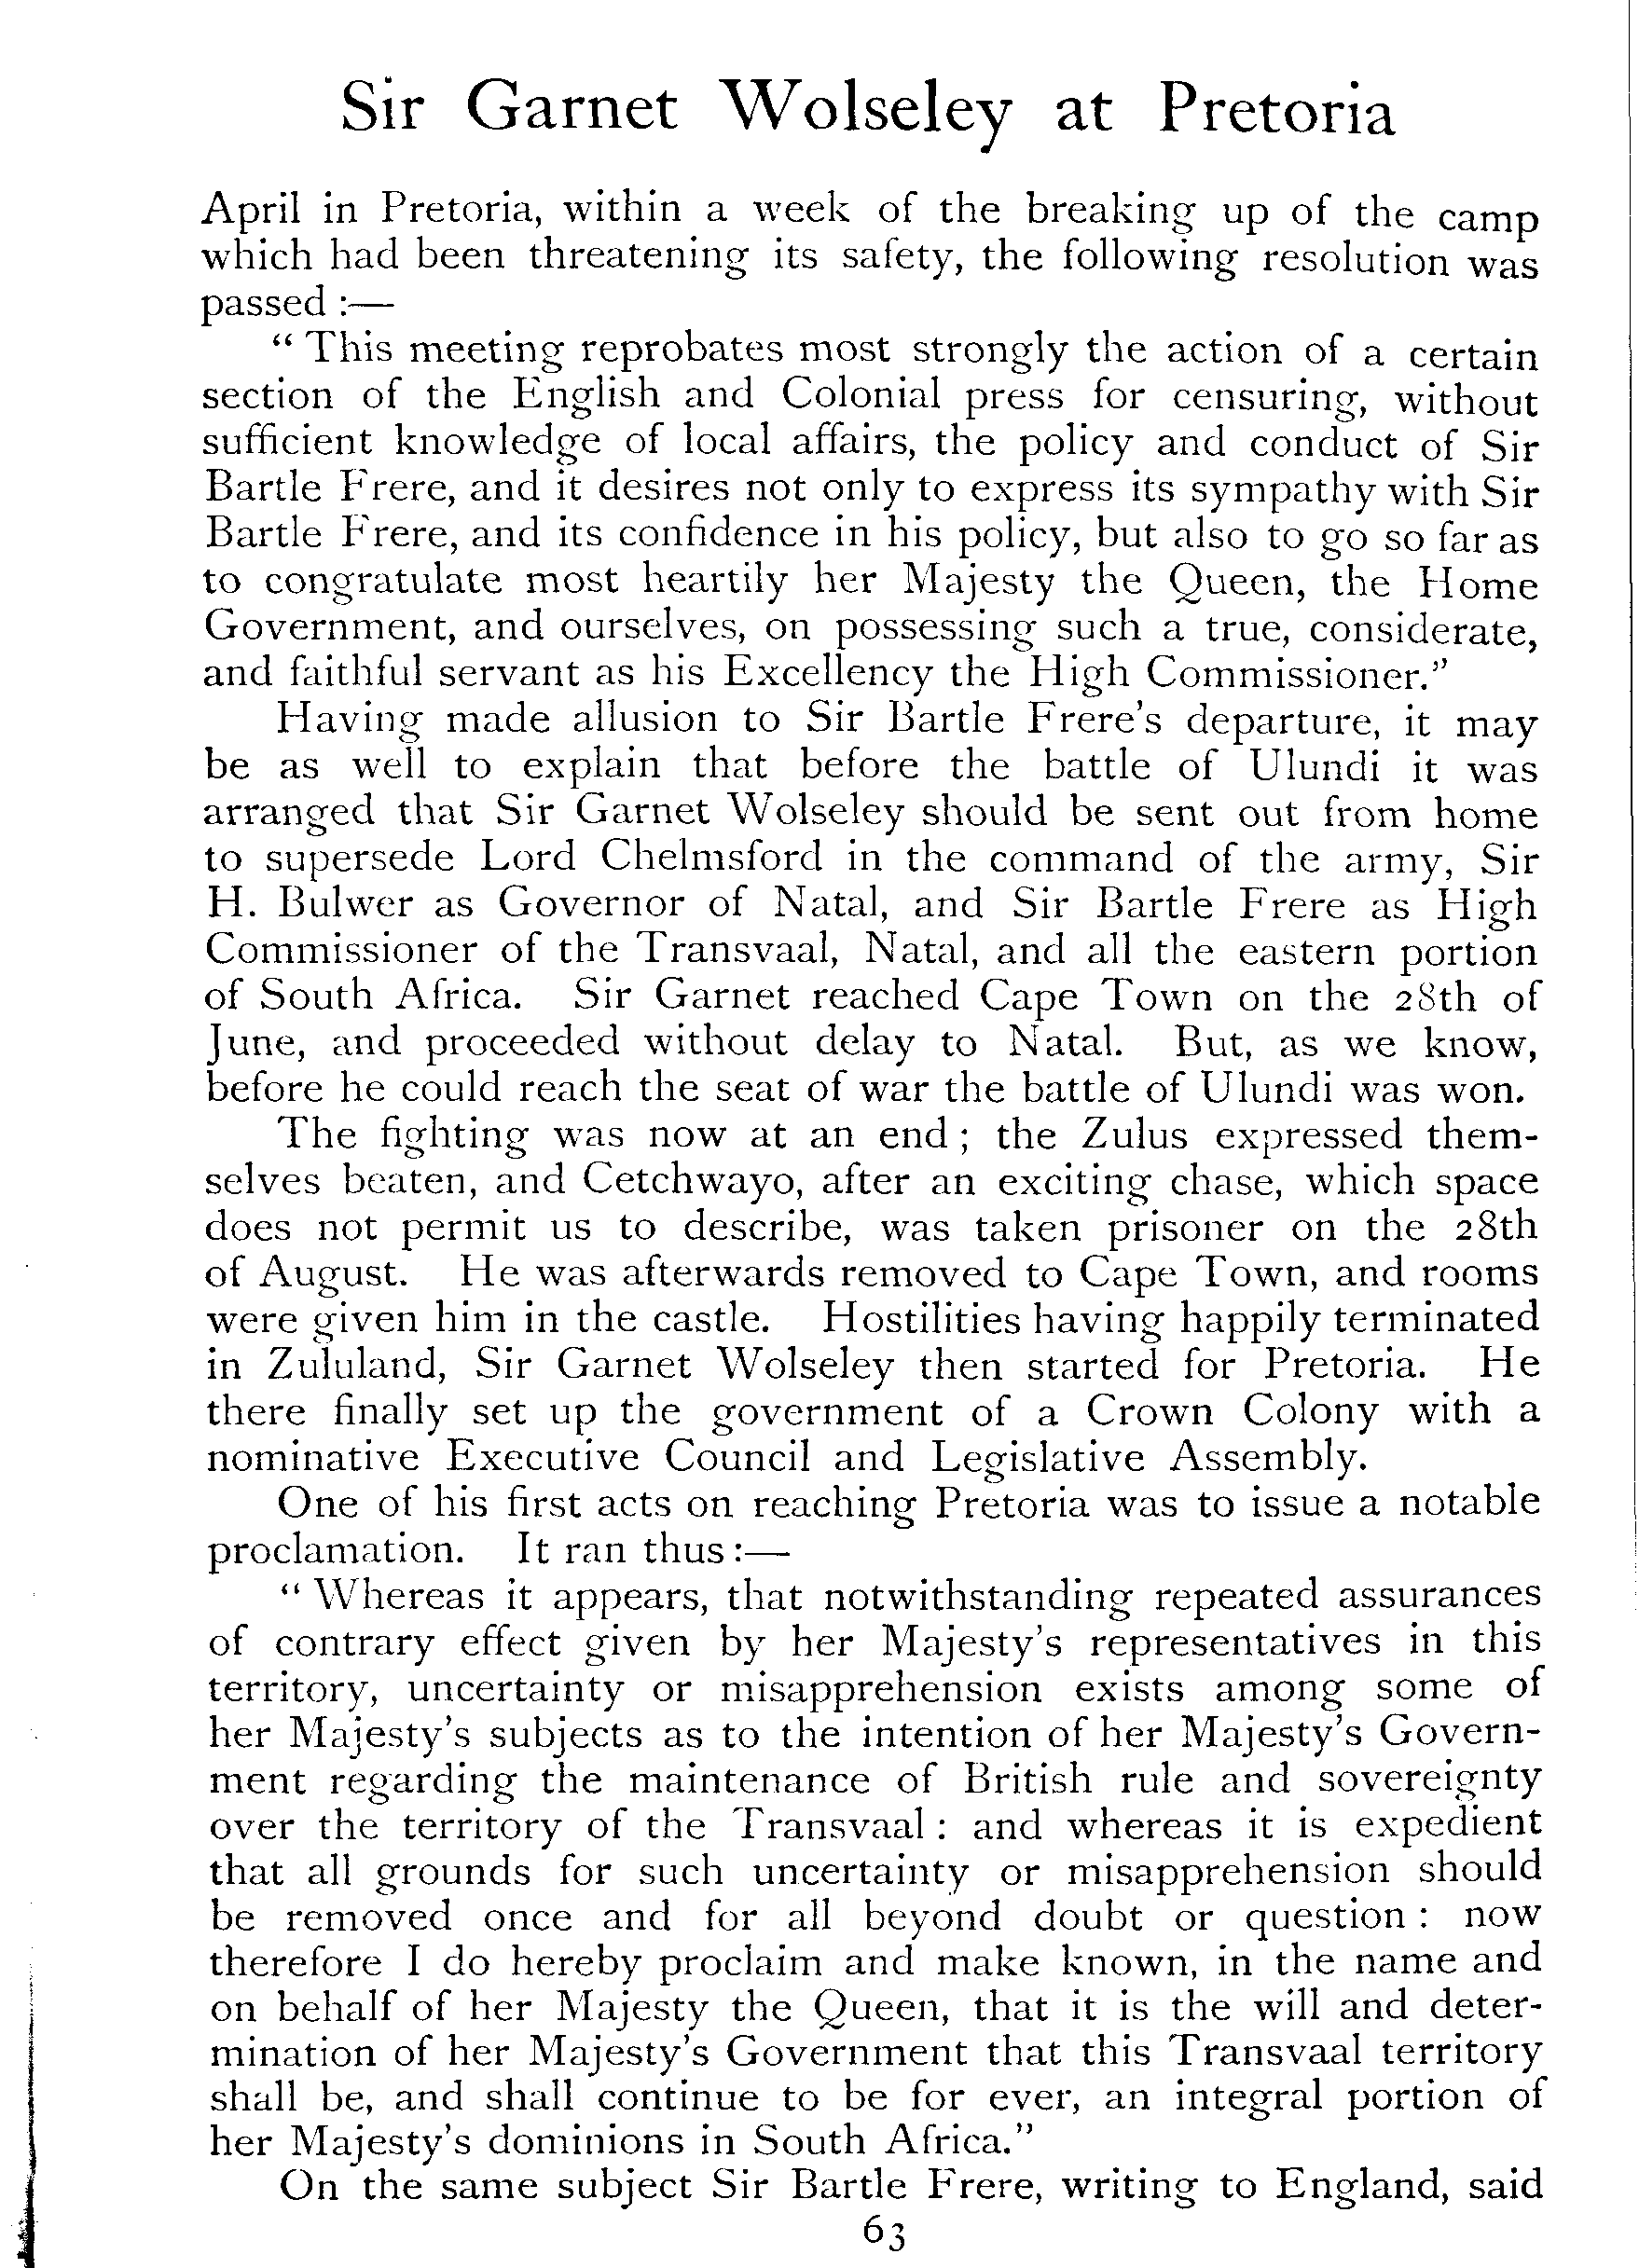 Sir Garnet Wolseley at Pretoria
April in Pretoria, within a week of the breaking up of the camp
which had been threatening its safety, the following resolution was
passed :—
“ This meeting reprobates most strongly the action of a certain
section of the English and Colonial press for censuring, without
sufficient knowledge of local affairs, the policy and conduct of Sir
Bartle Frere, and it desires not only to express its sympathy with Sir
Bartle Frere, and its confidence in his policy, but also to go so far as
to congratulate most heartily her Majesty the Queen, the Home
Government, and ourselves, on possessing such a true, considerate,
and faithful servant as his Excellency the High Commissioner.”
Having made allusion to Sir Bartle Frere’s departure, it may
be as well to explain that before the battle of Ulundi it was
arranged that Sir Garnet Wolseley should be sent out from home
to supersede Lord Chelmsford in the command of the army, Sir
H. Bulwer as Governor of Natal, and Sir Bartle Frere as High
Commissioner of the Transvaal, Natal, and all the eastern portion
of South Africa. Sir Garnet reached Cape Town on the 28th of
June, and proceeded without delay to Natal. But, as we know,
before he could reach the seat of war the battle of Ulundi was won.
The fighting was now at an end ; the Zulus expressed them-
selves beaten, and Cetchwayo, after an exciting chase, which space
does not permit us to describe, was taken prisoner on the 28th
of August. He was afterwards removed to Cape Town, and rooms
were given him in the castle. Hostilities having happily terminated
in Zululand, Sir Garnet Wolseley then started for Pretoria. He
there finally set up the government of a Crown Colony with a
nominative Executive Council and Legislative Assembly.
One of his first acts on reaching Pretoria was to issue a notable
proclamation. It ran thus :—
“ Whereas it appears, that notwithstanding repeated assurances
of contrary effect given by her Majesty’s representatives in this
territory, uncertainty or misapprehension exists among some of
her Majesty’s subjects as to the intention of her Majesty’s Govern-
ment regarding the maintenance of British rule and sovereignty
over the territory of the Transvaal : and whereas it is expedient
that all grounds for such uncertainty or misapprehension should
be removed once and for all beyond doubt or question : now
therefore I do hereby proclaim and make known, in the name and
on behalf of her Majesty the Queen, that it is the will and deter-
mination of her Majesty’s Government that this Transvaal territory
shall be, and shall continue to be for ever, an integral portion of
her Majesty’s dominions in South Africa.”
On the same subject Sir Bartle Frere, writing to England, said
63